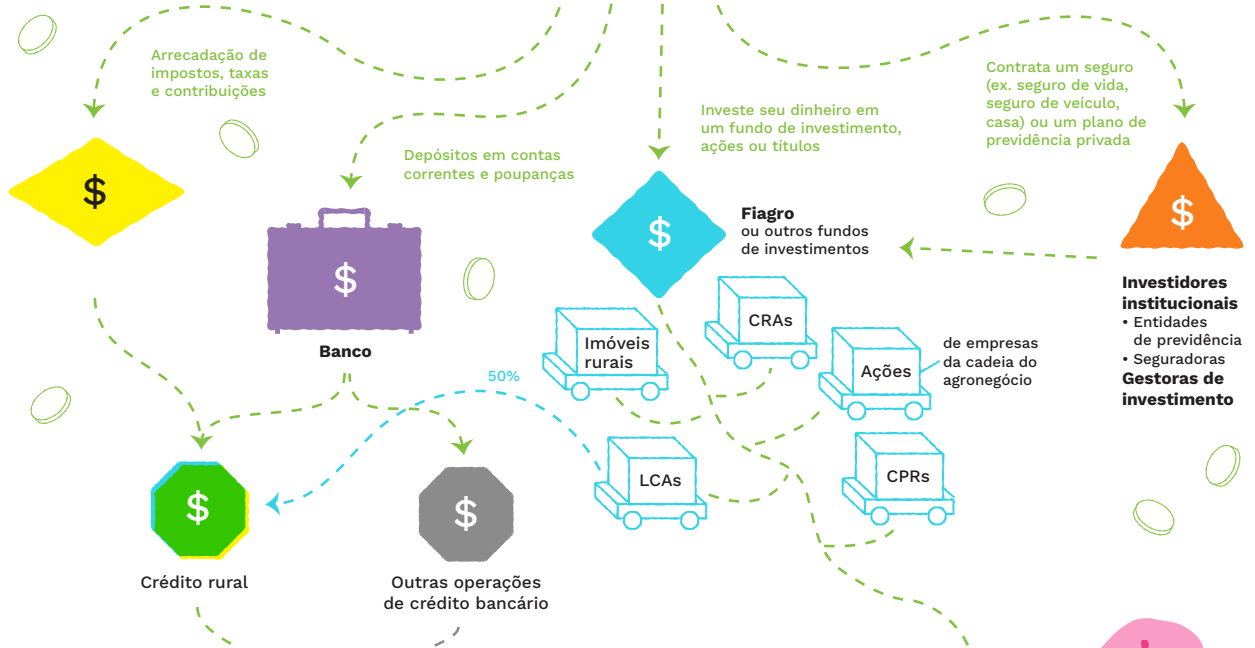 Arrecadação de
impostos, taxas
e contribuições
$
Depósitos em contas
correntes e poupanças
$
Banco
Investe seu dinheiro em
um fundo de investimento,
ações ou títulos
$
Fiagro
ou outros fundos
de investimentos
Contrata um seguro
(ex. seguro de vida,
seguro de veículo,
casa) ou um plano de
previdência privada
$
Investidores
institucionais
• Entidades
de previdência
• Seguradoras
Gestoras de
investimento
Imóveis
rurais
CRAs
Ações
de empresas
da cadeia do
agronegócio
LCAs
CPRs
50%
$
Crédito rural
$
Outras operações
de crédito bancário